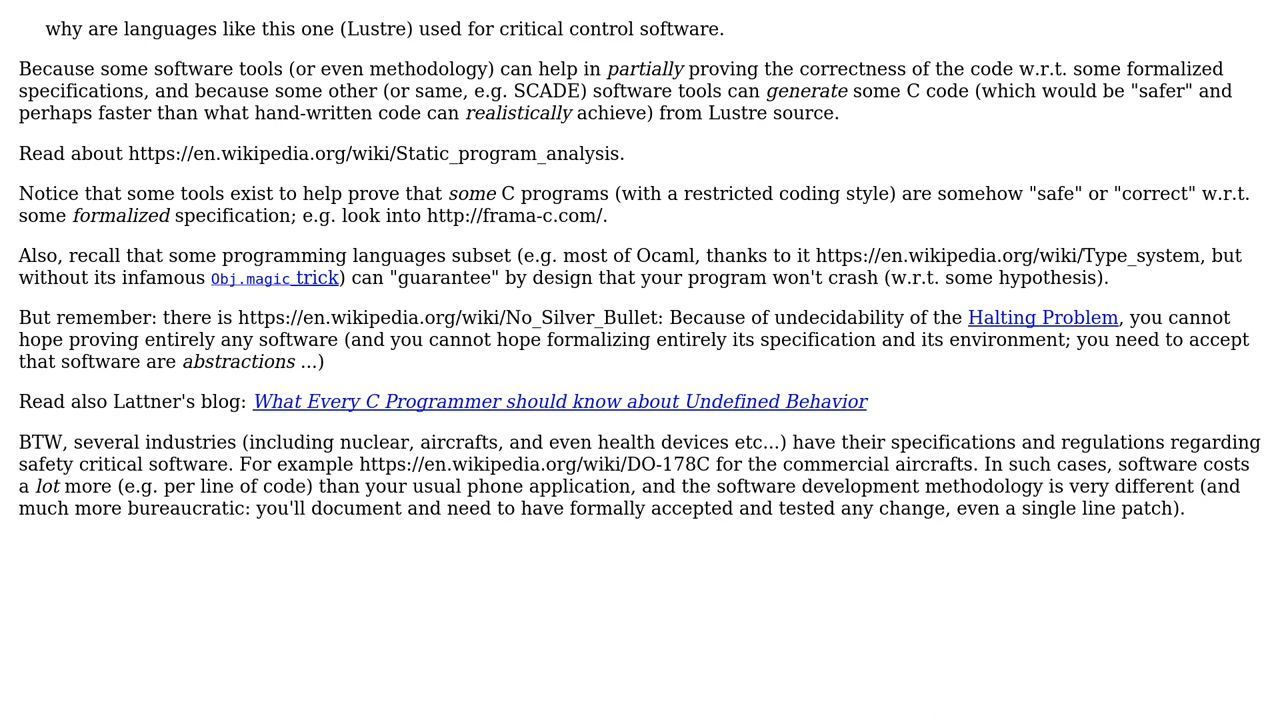 why are languages like this one (Lustre) used for critical control software.
Because some software tools (or even methodology) can help in partially proving the correctness of the code w.r.t. some formalized
specifications, and because some other (or same, e.g. SCADE) software tools can generate some C code (which would be "safer" and
perhaps faster than what hand-written code can realistically achieve) from Lustre source.
Read about https://en.wikipedia.org/wiki/Static_program_analysis.
Notice that some tools exist to help prove that some C programs (with a restricted coding style) are somehow "safe" or "correct" w.r.t.
some formalized specification; e.g. look into http://frama-c.com/.
Also, recall that some programming languages subset (e.g. most of Ocaml, thanks to it https://en.wikipedia.org/wiki/Type_system, but
without its infamous Obj.magic trick) can "guarantee" by design that your program won't crash (w.r.t. some hypothesis).
But remember: there is https://en.wikipedia.org/wiki/No_Silver_Bullet: Because of undecidability of the Halting Problem, you cannot
hope proving entirely any software (and you cannot hope formalizing entirely its specification and its environment; you need to accept
that software are abstractions ...)
Read also Lattner's blog: What Every C Programmer should know about Undefined Behavior
BTW, several industries (including nuclear, aircrafts, and even health devices etc...) have their specifications and regulations regarding
safety critical software. For example https://en.wikipedia.org/wiki/DO-178C for the commercial aircrafts. In such cases, software costs
a lot more (e.g. per line of code) than your usual phone application, and the software development methodology is very different (and
much more bureaucratic: you'll document and need to have formally accepted and tested any change, even a single line patch).